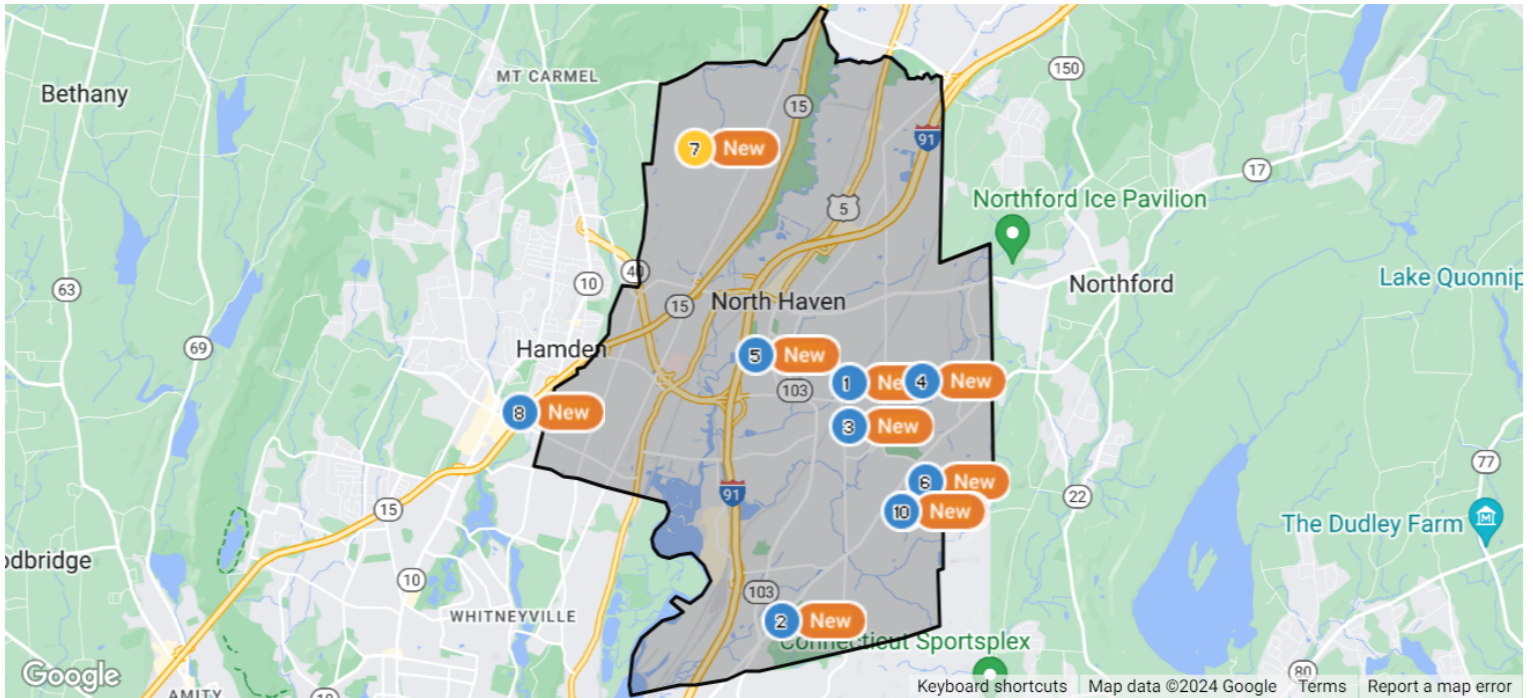 MT CARMEL
150
Bethany
15
91
7 New
17
5
Northford Ice Pavilion
40
10
63
15
North Haven
Northford
Lake Quonnip
69
Hamden
5 New
1 Ne
4 New
103
8 New
3 New
77
6 New
91
22
15
10 New
The Dudley Farm
odbridge
10
103
WHITNEYVILLE
2 New
Connecticut Sportsplex
80
Google
AMITY
10
Keyboard shortcuts Map data ©2024 Google Terms Report a map error